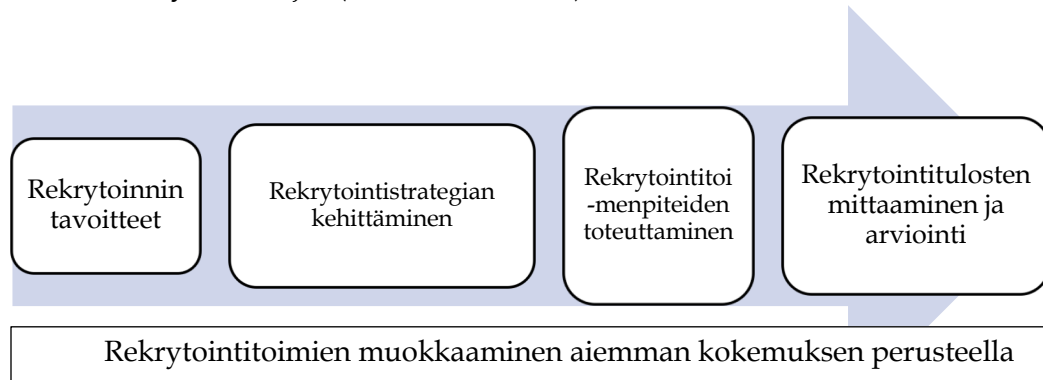 Rekrytoinnin
tavoitteet
Rekrytointistrategian
kehittäminen
Rekrytointitoi
-menpiteiden
toteuttaminen
Rekrytointitulosten
mittaaminen ja
arviointi
Rekrytointitoimien muokkaaminen aiemman kokemuksen perusteella